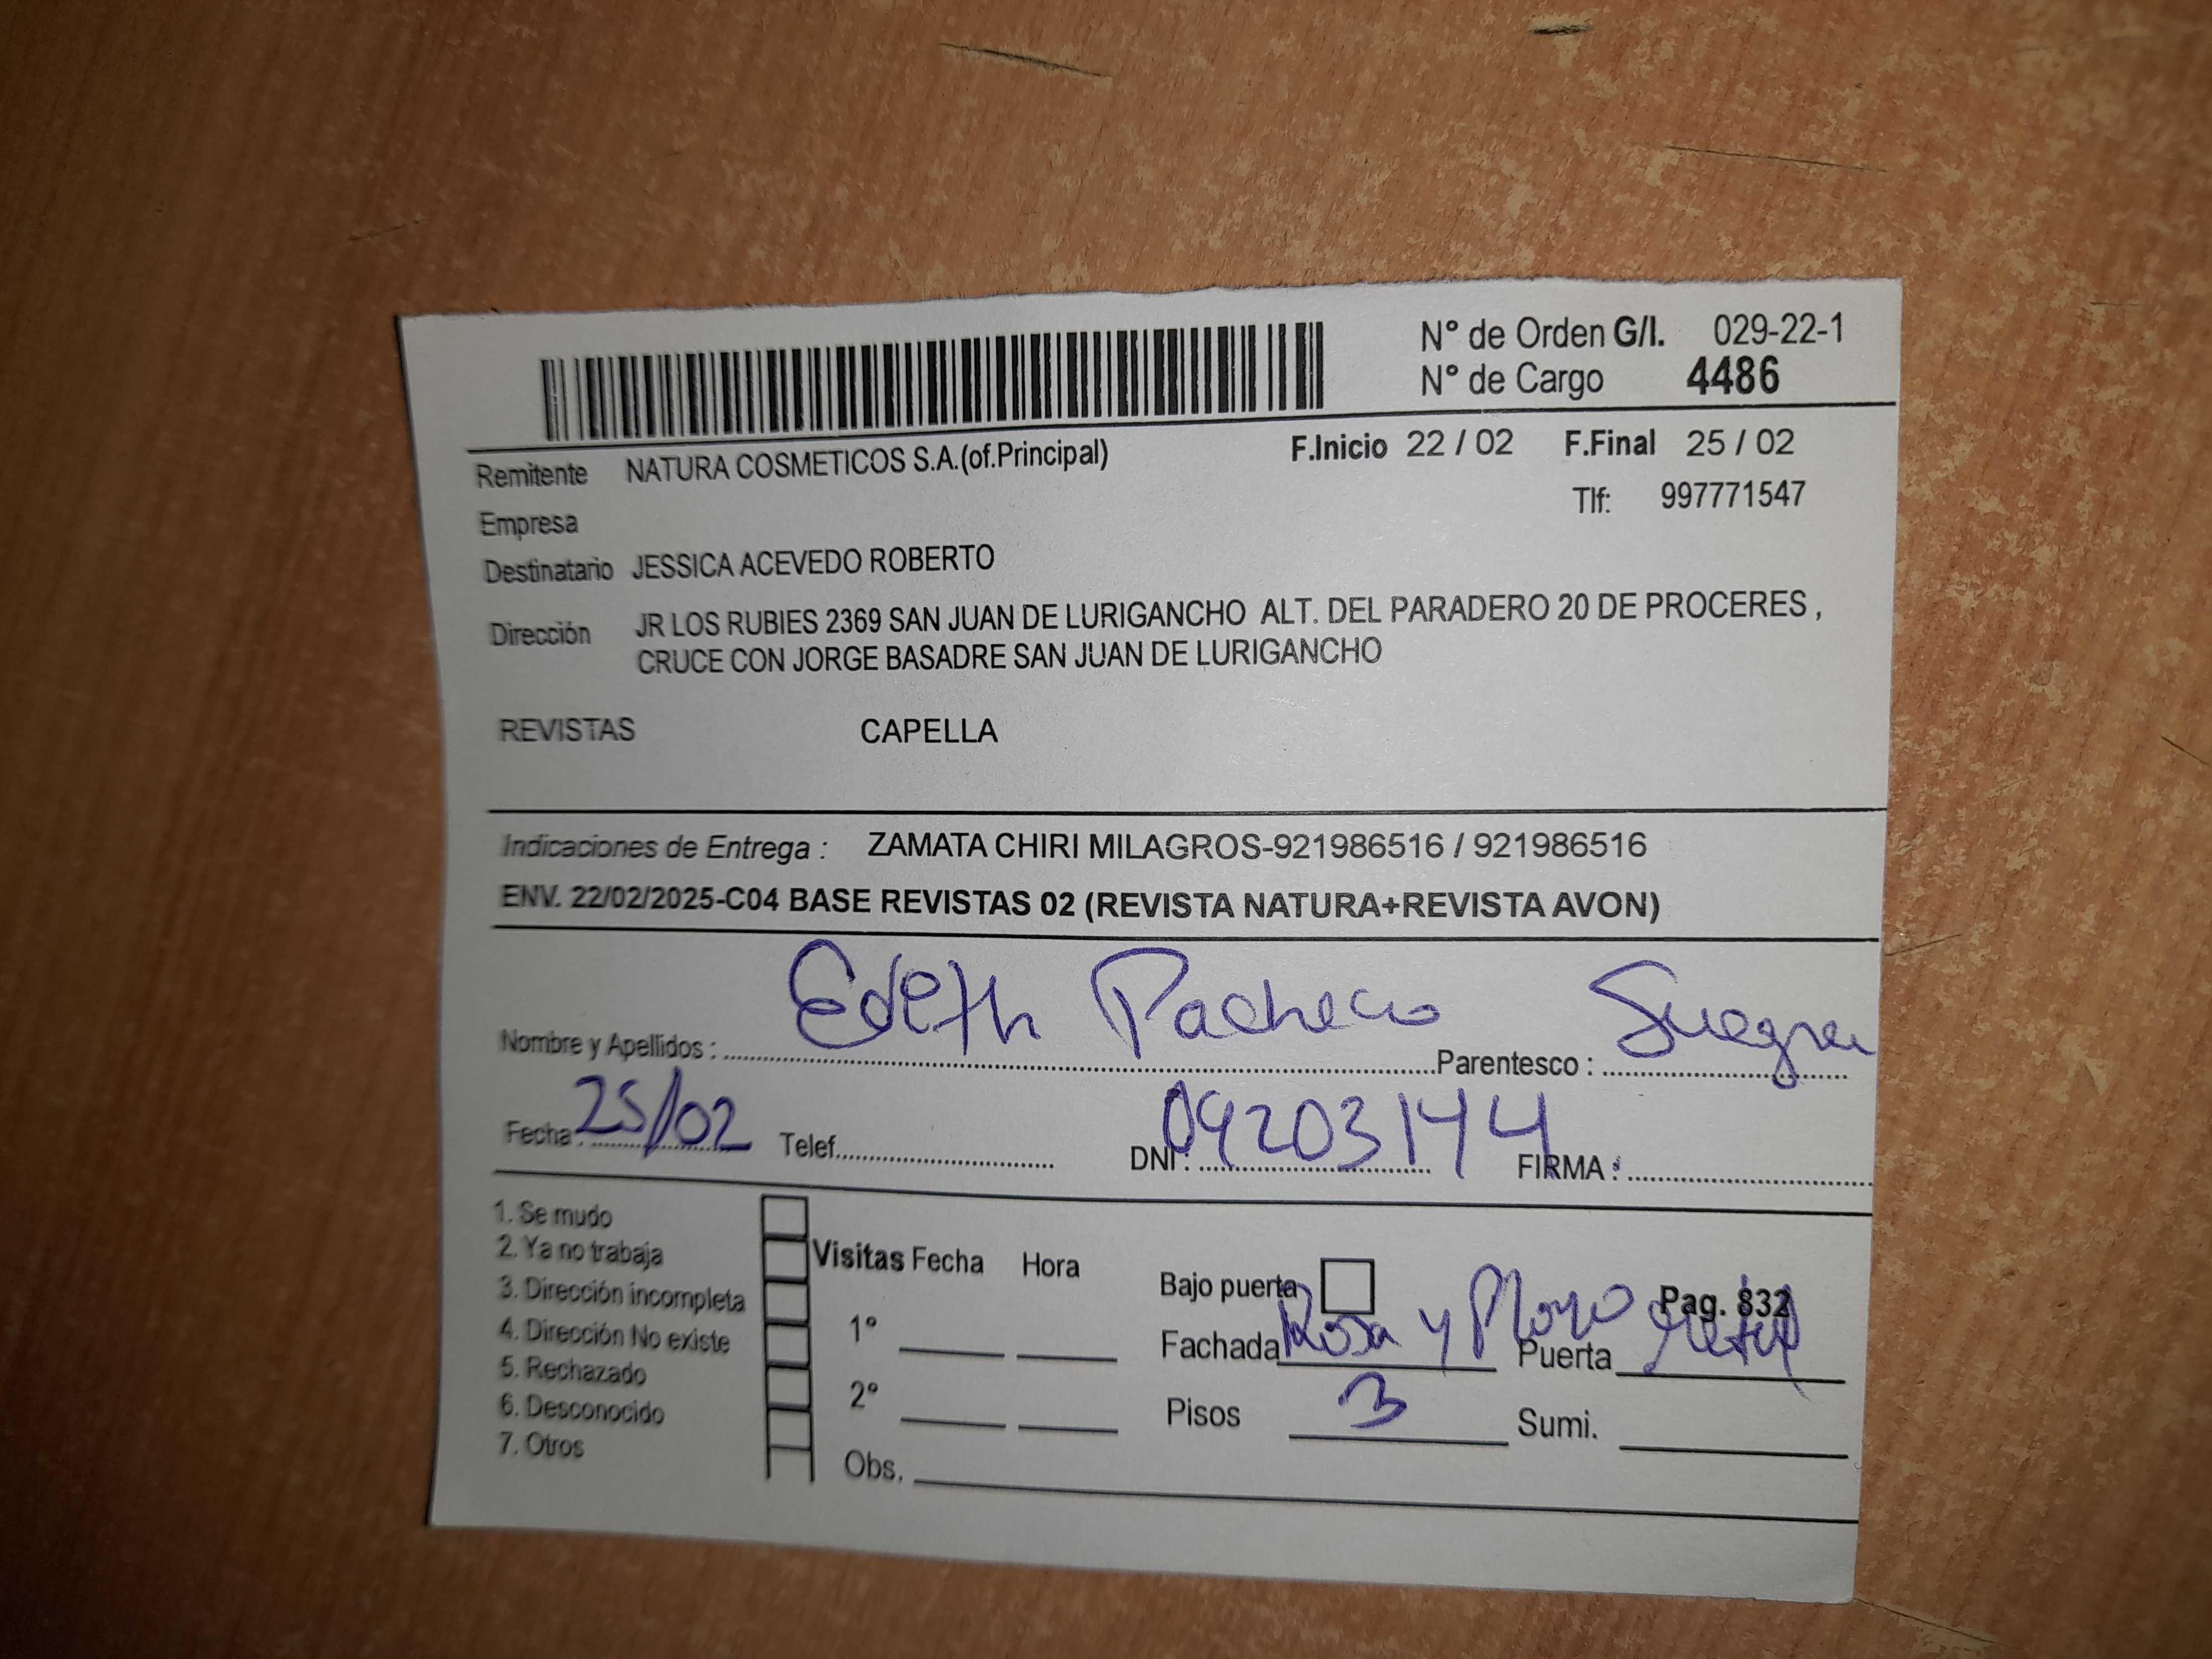 N° de Orden G/I. 029-22-1
N° de Cargo 4486
Remitente NATURA COSMETICOS S.A.(of.Principal) F.Inicio 22 / 02 F.Final 25 / 02
Empresa Tlf: 997771547
Destinatario JESSICA ACEVEDO ROBERTO
Dirección JR LOS RUBIES 2369 SAN JUAN DE LURIGANCHO ALT. DEL PARADERO 20 DE PROCERES ,
CRUCE CON JORGE BASADRE SAN JUAN DE LURIGANCHO
REVISTAS CAPELLA
Indicaciones de Entrega : ZAMATA CHIRI MILAGROS-921986516 / 921986516
ENV. 22/02/2025-C04 BASE REVISTAS 02 (REVISTA NATURA+REVISTA AVON)
Nombre y Apellidos : Edith Pacheco Parentesco : Suegra
Fecha : 25/02 Telef. DNI : 09203144 FIRMA :
1. Se mudo
2. Ya no trabaja Visitas Fecha Hora
3. Dirección incompleta Bajo puerta Pag. 832
4. Dirección No existe 1° Fachada Rosa y Plomo Puerta Metal
5. Rechazado
6. Desconocido 2° Pisos 3 Sumi.
7. Otros Obs.